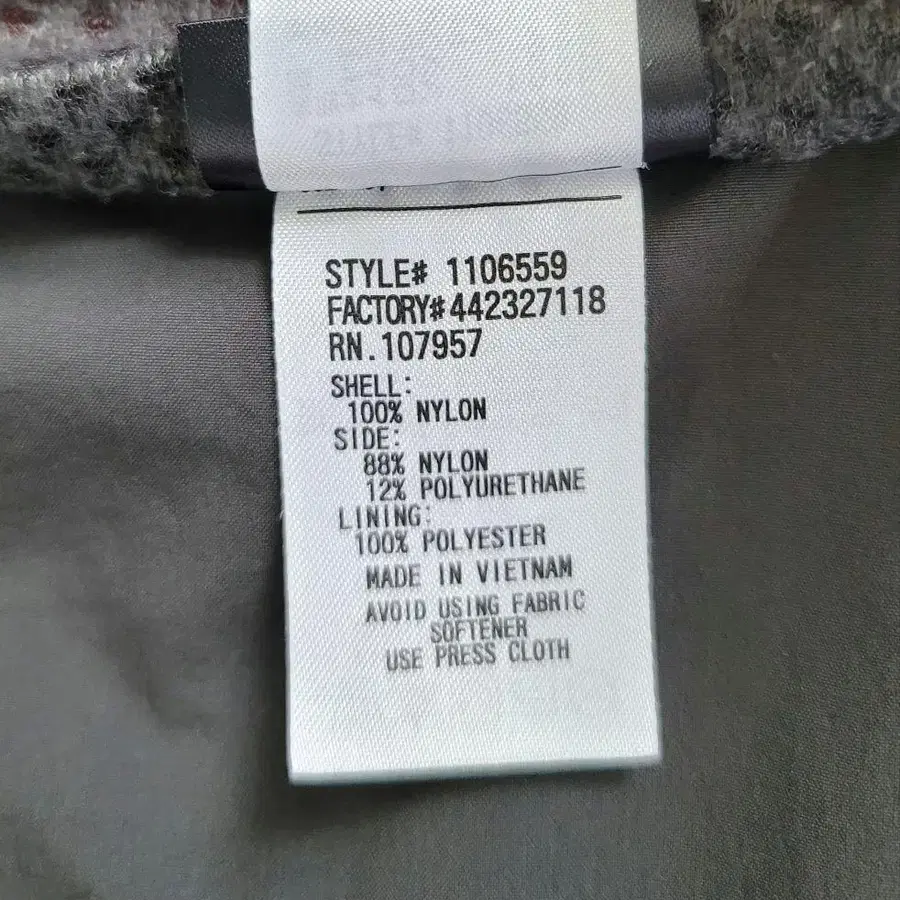 STYLE# 1106559
FACTORY#442327118
RN.107957
SHELL:
100% NYLON
SIDE:
88% NYLON
12% POLYURETHANE
LINING:
100% POLYESTER
MADE IN VIETNAM
AVOID USING FABRIC
SOFTENER
USE PRESS CLOTH